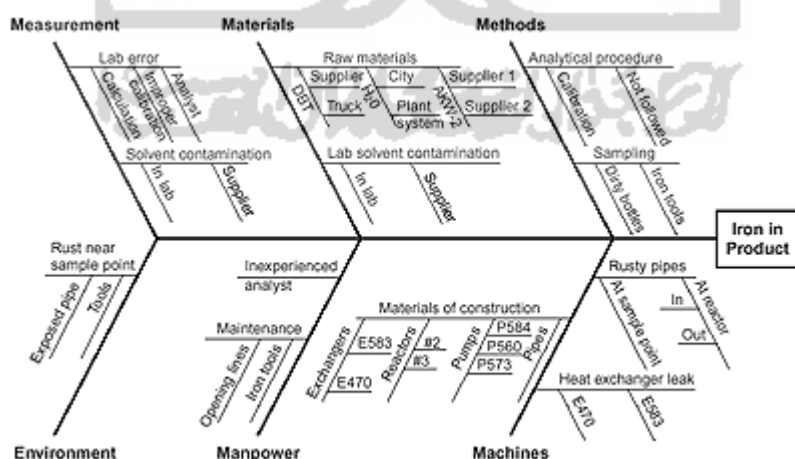 Measurement
Materials
Methods
Lab error
Calculation
Improper
calibration
Analyst
Solvent contamination
In lab
Supplier
Raw materials
DBT
Supplier
Truck
H₂0
City
Plant
system
AKW-2
Supplier 1
Supplier 2
Lab solvent contamination
In lab
Supplier
Analytical procedure
Calibration
Not followed
Sampling
Dirty bottles
Iron tools
Iron in
Product
Rust near
sample point
Exposed pipe
Tools
Inexperienced
analyst
Maintenance
Opening lines
Iron tools
Materials of construction
Exchangers
E583
E470
Reactors
#2
#3
Pumps
P584
P560
P573
Pipes
Rusty pipes
At sample point
At reactor
In
Out
Heat exchanger leak
E470
E583
Environment
Manpower
Machines